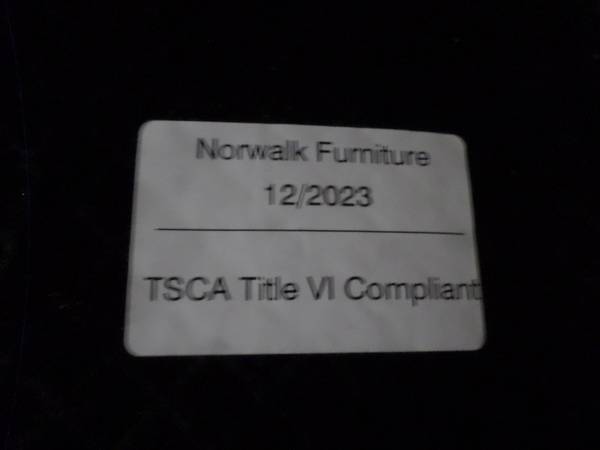 Norwalk Furniture
12/2023
TSCA Title VI Compliant